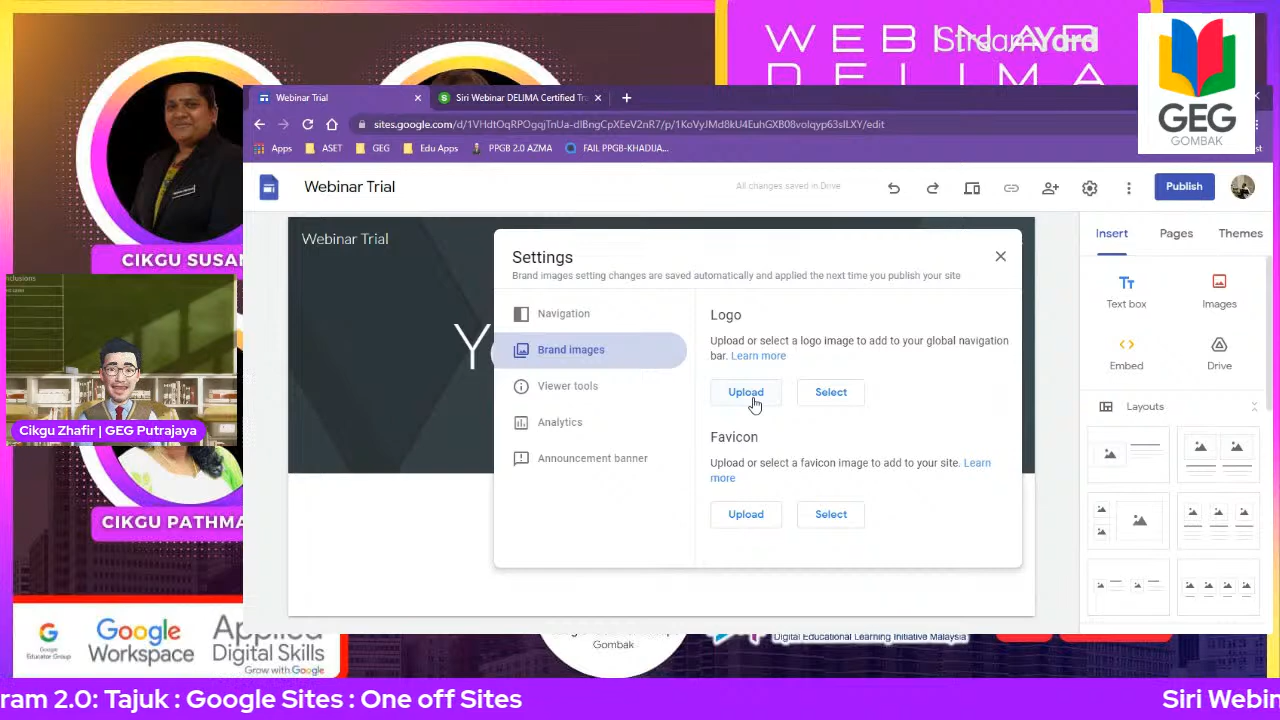 WEBINAR
StreamYard
DELIMA
GEG
GOMBAK
Webinar Trial
Siri Webinar DELIMA Certified Tra
sites.google.com/d/1VHdtOqRPOgqjTnUa-dIBngCpXEeV2nR7/p/1KoVyJMd8kU4EuhGXB08volqyp63sILXY/edit
Apps
ASET
GEG
Edu Apps
PPGB 2.0 AZMA
FAIL PPGB-KHADIJA...
Webinar Trial
All changes saved in Drive
Publish
Webinar Trial
Yo
Insert
Pages
Themes
Text box
Images
Embed
Drive
Layouts
Settings
Brand images setting changes are saved automatically and applied the next time you publish your site
Navigation
Brand images
Viewer tools
Analytics
Announcement banner
Logo
Upload or select a logo image to add to your global navigation
bar. Learn more
Upload
Select
Favicon
Upload or select a favicon image to add to your site. Learn
more
Upload
Select
CIKGU SUSAN
Cikgu Zhafir | GEG Putrajaya
CIKGU PATHMA
Google
Educator Group
Google
Workspace
Applied
Digital Skills
Grow with Google
Gombak
Digital Educational Learning Initiative Malaysia
ram 2.0: Tajuk : Google Sites : One off Sites
Siri Webin